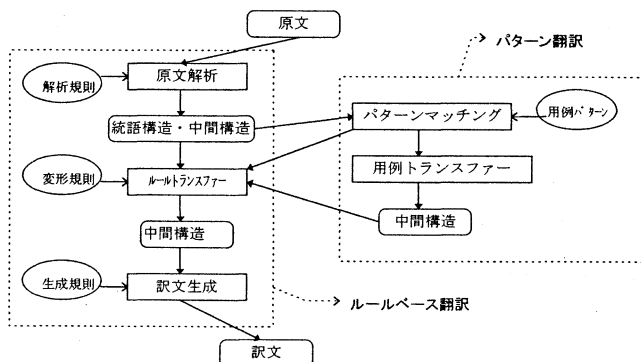 原文
パターン翻訳
解析規則
原文解析
統語構造・中間構造
パターンマッチング
用例パターン
変形規則
ルールトランスファー
用例トランスファー
中間構造
中間構造
生成規則
訳文生成
ルールベース翻訳
訳文